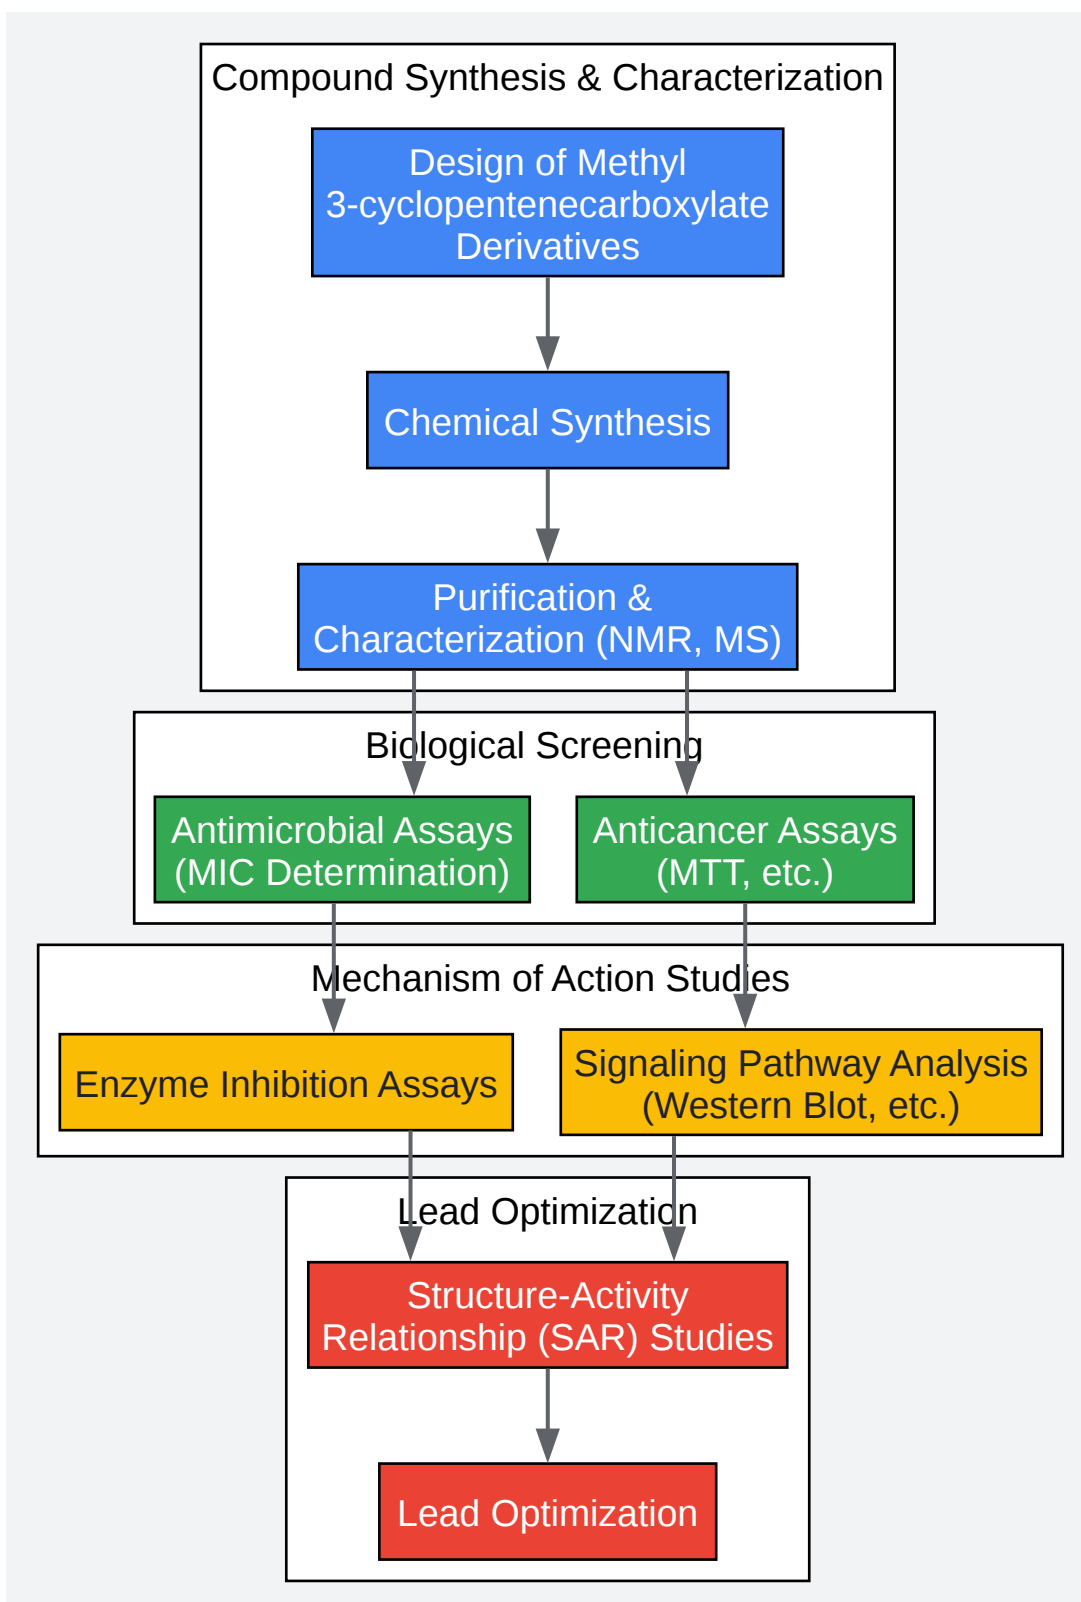 Compound Synthesis & Characterization
Design of Methyl
3-cyclopentenecarboxylate
Derivatives
Chemical Synthesis
Purification &
Characterization (NMR, MS)
Biological Screening
Antimicrobial Assays
(MIC Determination)
Anticancer Assays
(MTT, etc.)
Mechanism of Action Studies
Enzyme Inhibition Assays
Signaling Pathway Analysis
(Western Blot, etc.)
Lead Optimization
Structure-Activity
Relationship (SAR) Studies
Lead Optimization